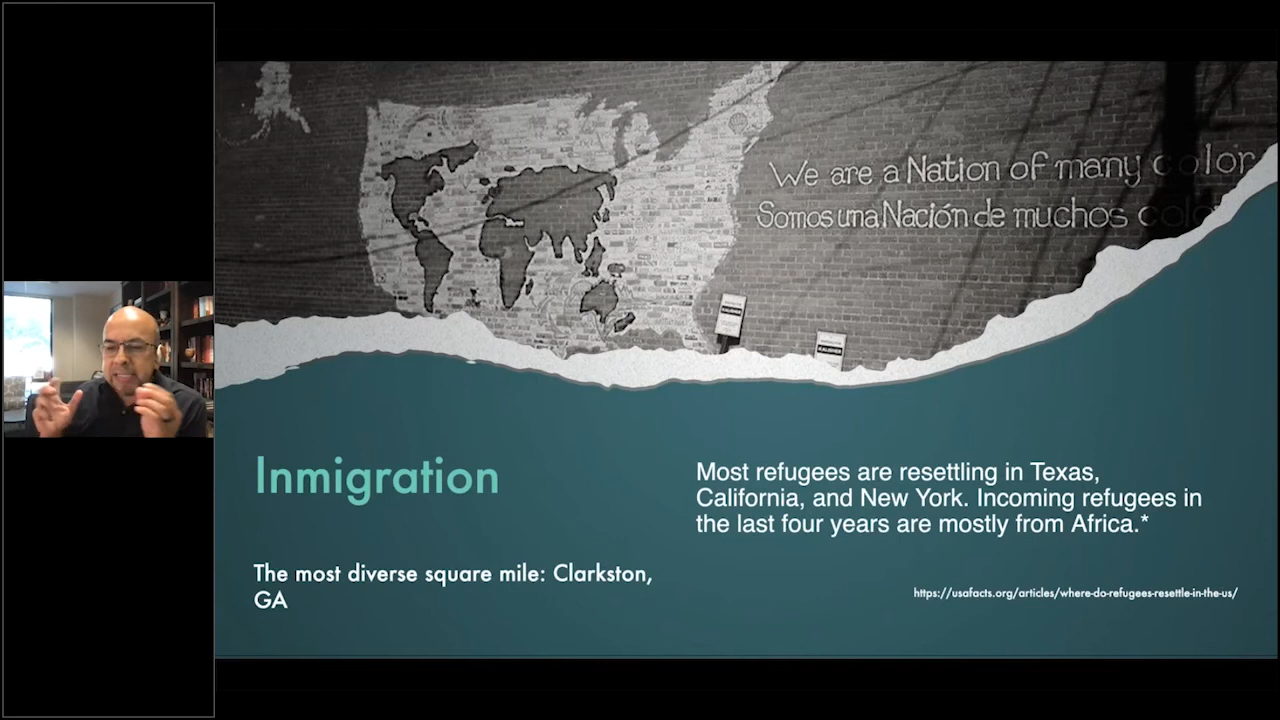 We are a Nation of many color
Somos una Nación de muchos colo
KALISHER
KALISHER
Inmigration
Most refugees are resettling in Texas,
California, and New York. Incoming refugees in
the last four years are mostly from Africa.*
The most diverse square mile: Clarkston,
GA
https://usafacts.org/articles/where-do-refugees-resettle-in-the-us/